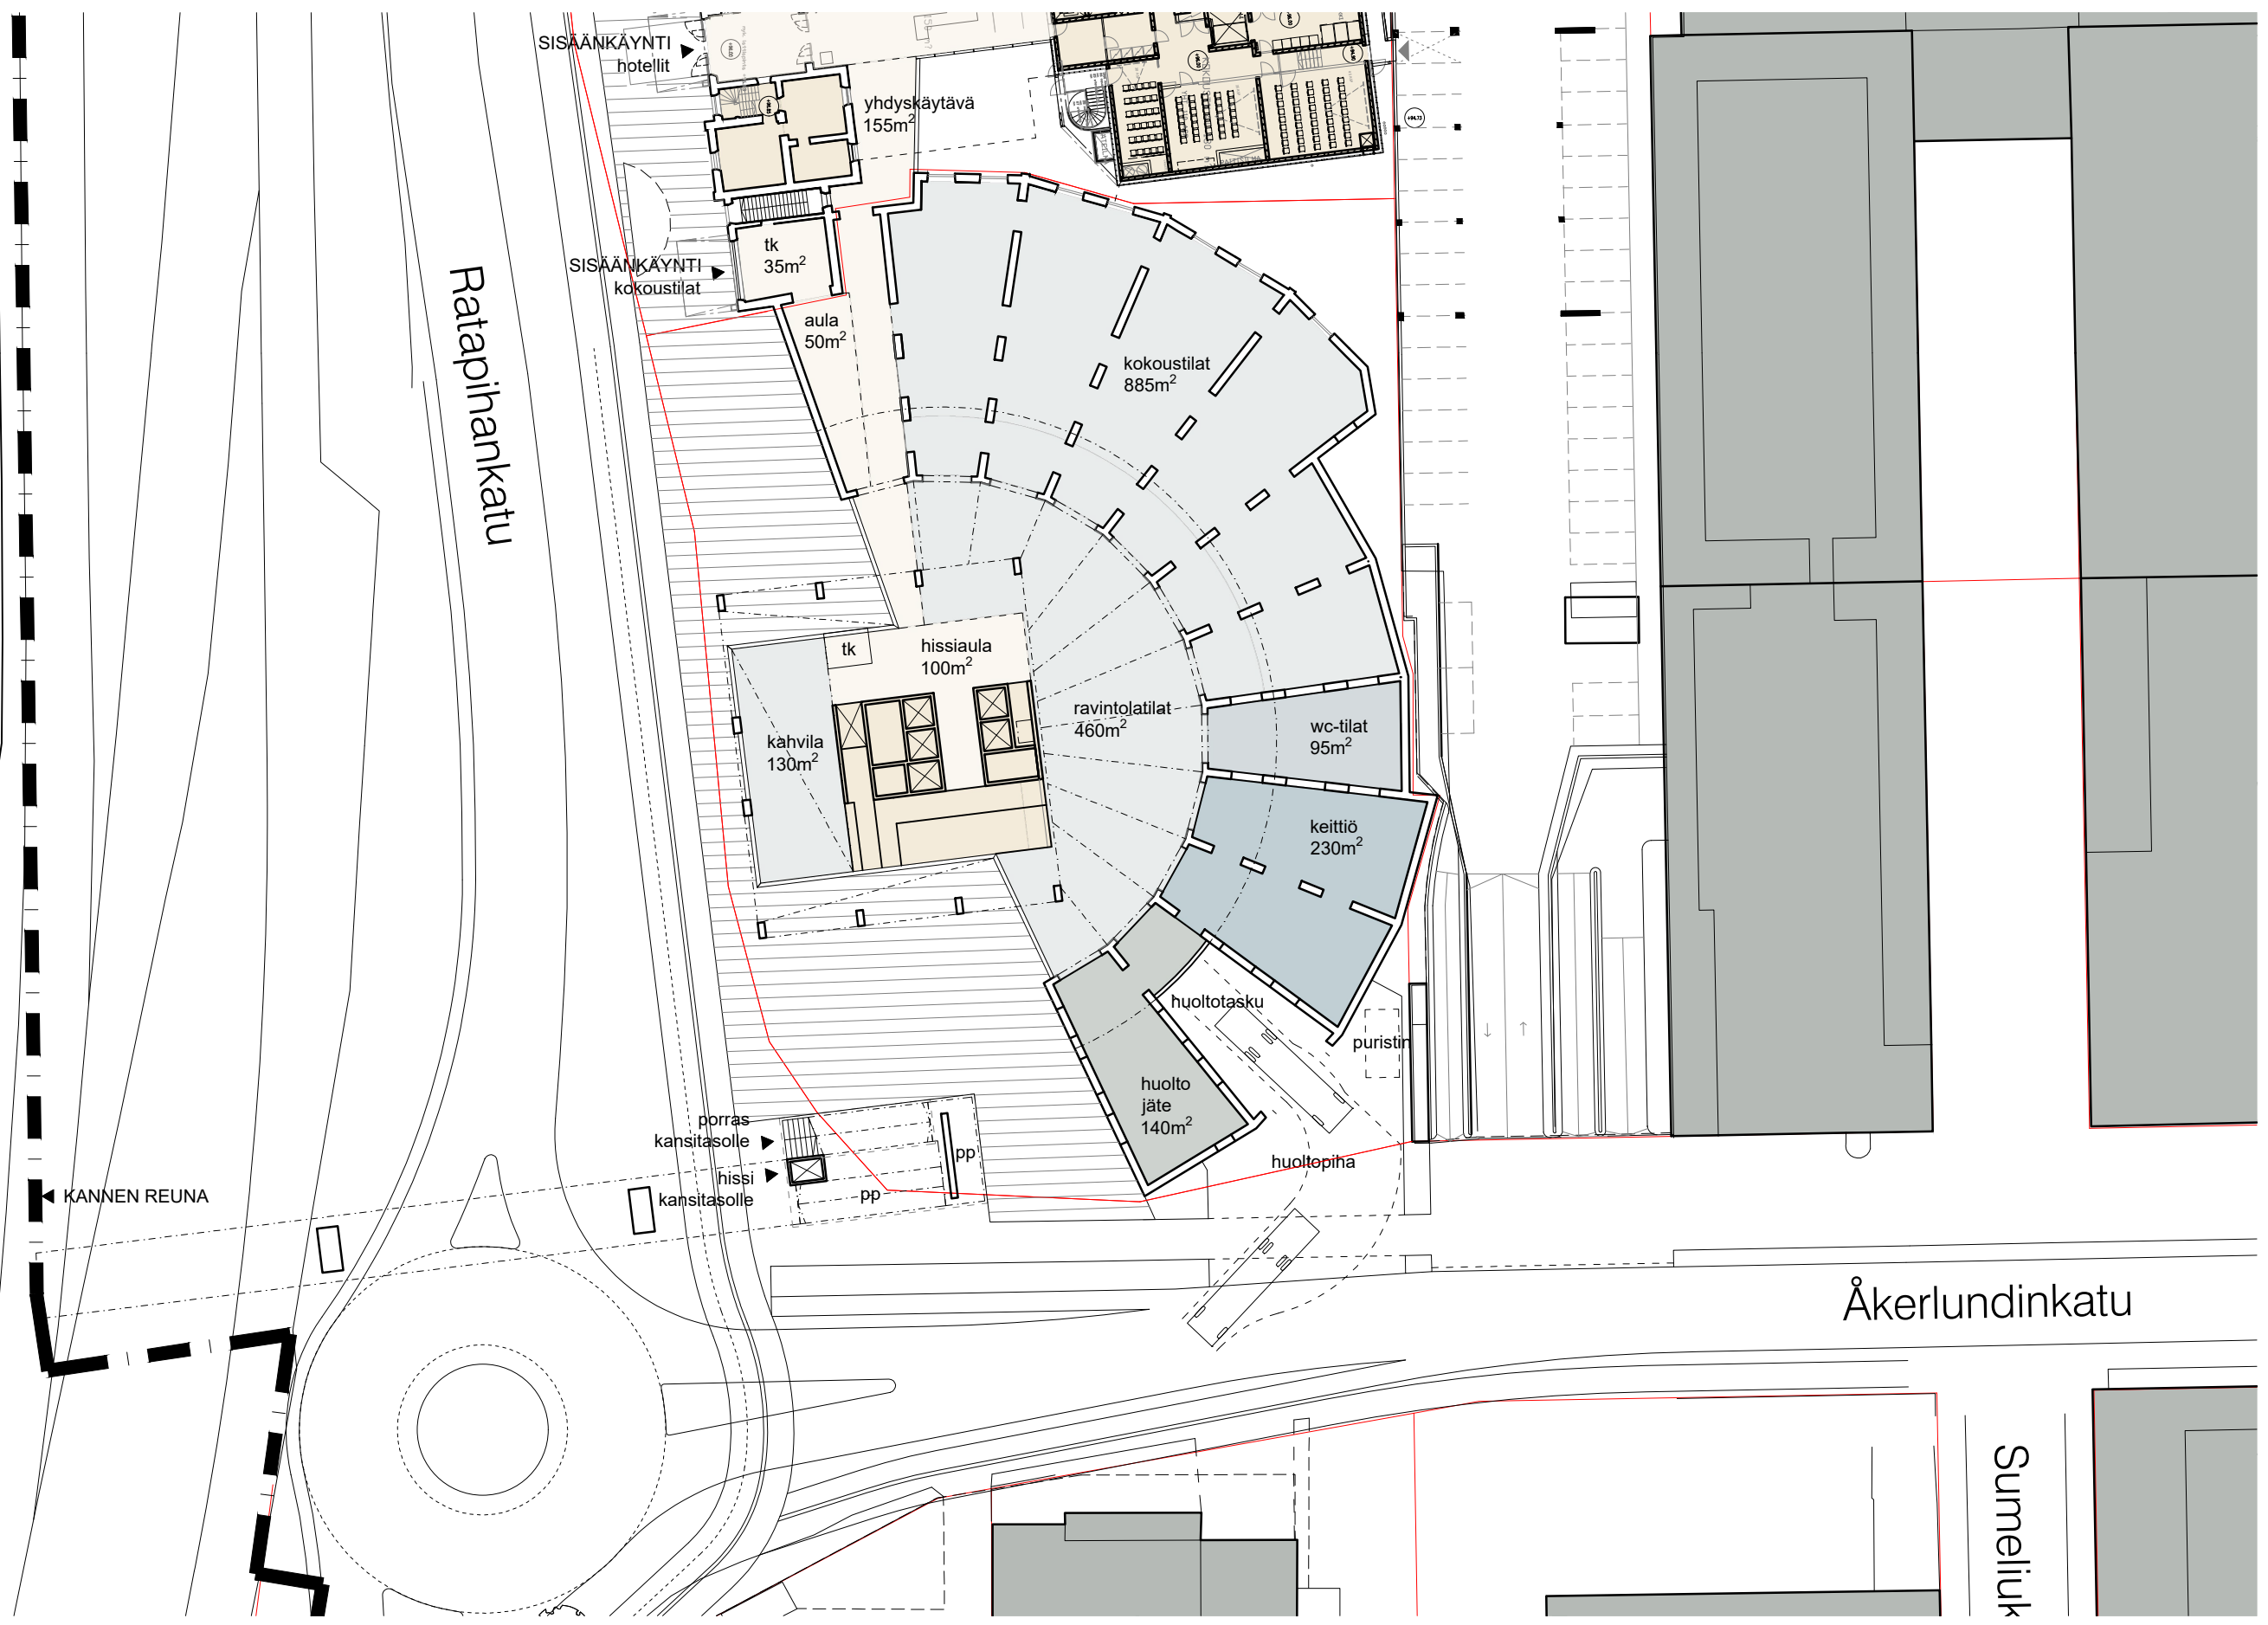 SISÄÄNKÄYNTI
hotellit
yhdyskäytävä
155m²
tk
35m²
SISÄÄNKÄYNTI
kokoustilat
aula
50m²
kokoustilat
885m²
Ratapihankatu
tk
hissiaula
100m²
ravintolatilat
460m²
wc-tilat
95m²
kahvila
130m²
keittiö
230m²
huoltotasku
puristin
huolto
jäte
140m²
huoltopiha
porras
kansitasolle
hissi
kansitasolle
pp
pp
KANNEN REUNA
Åkerlundinkatu
Sumeliuk